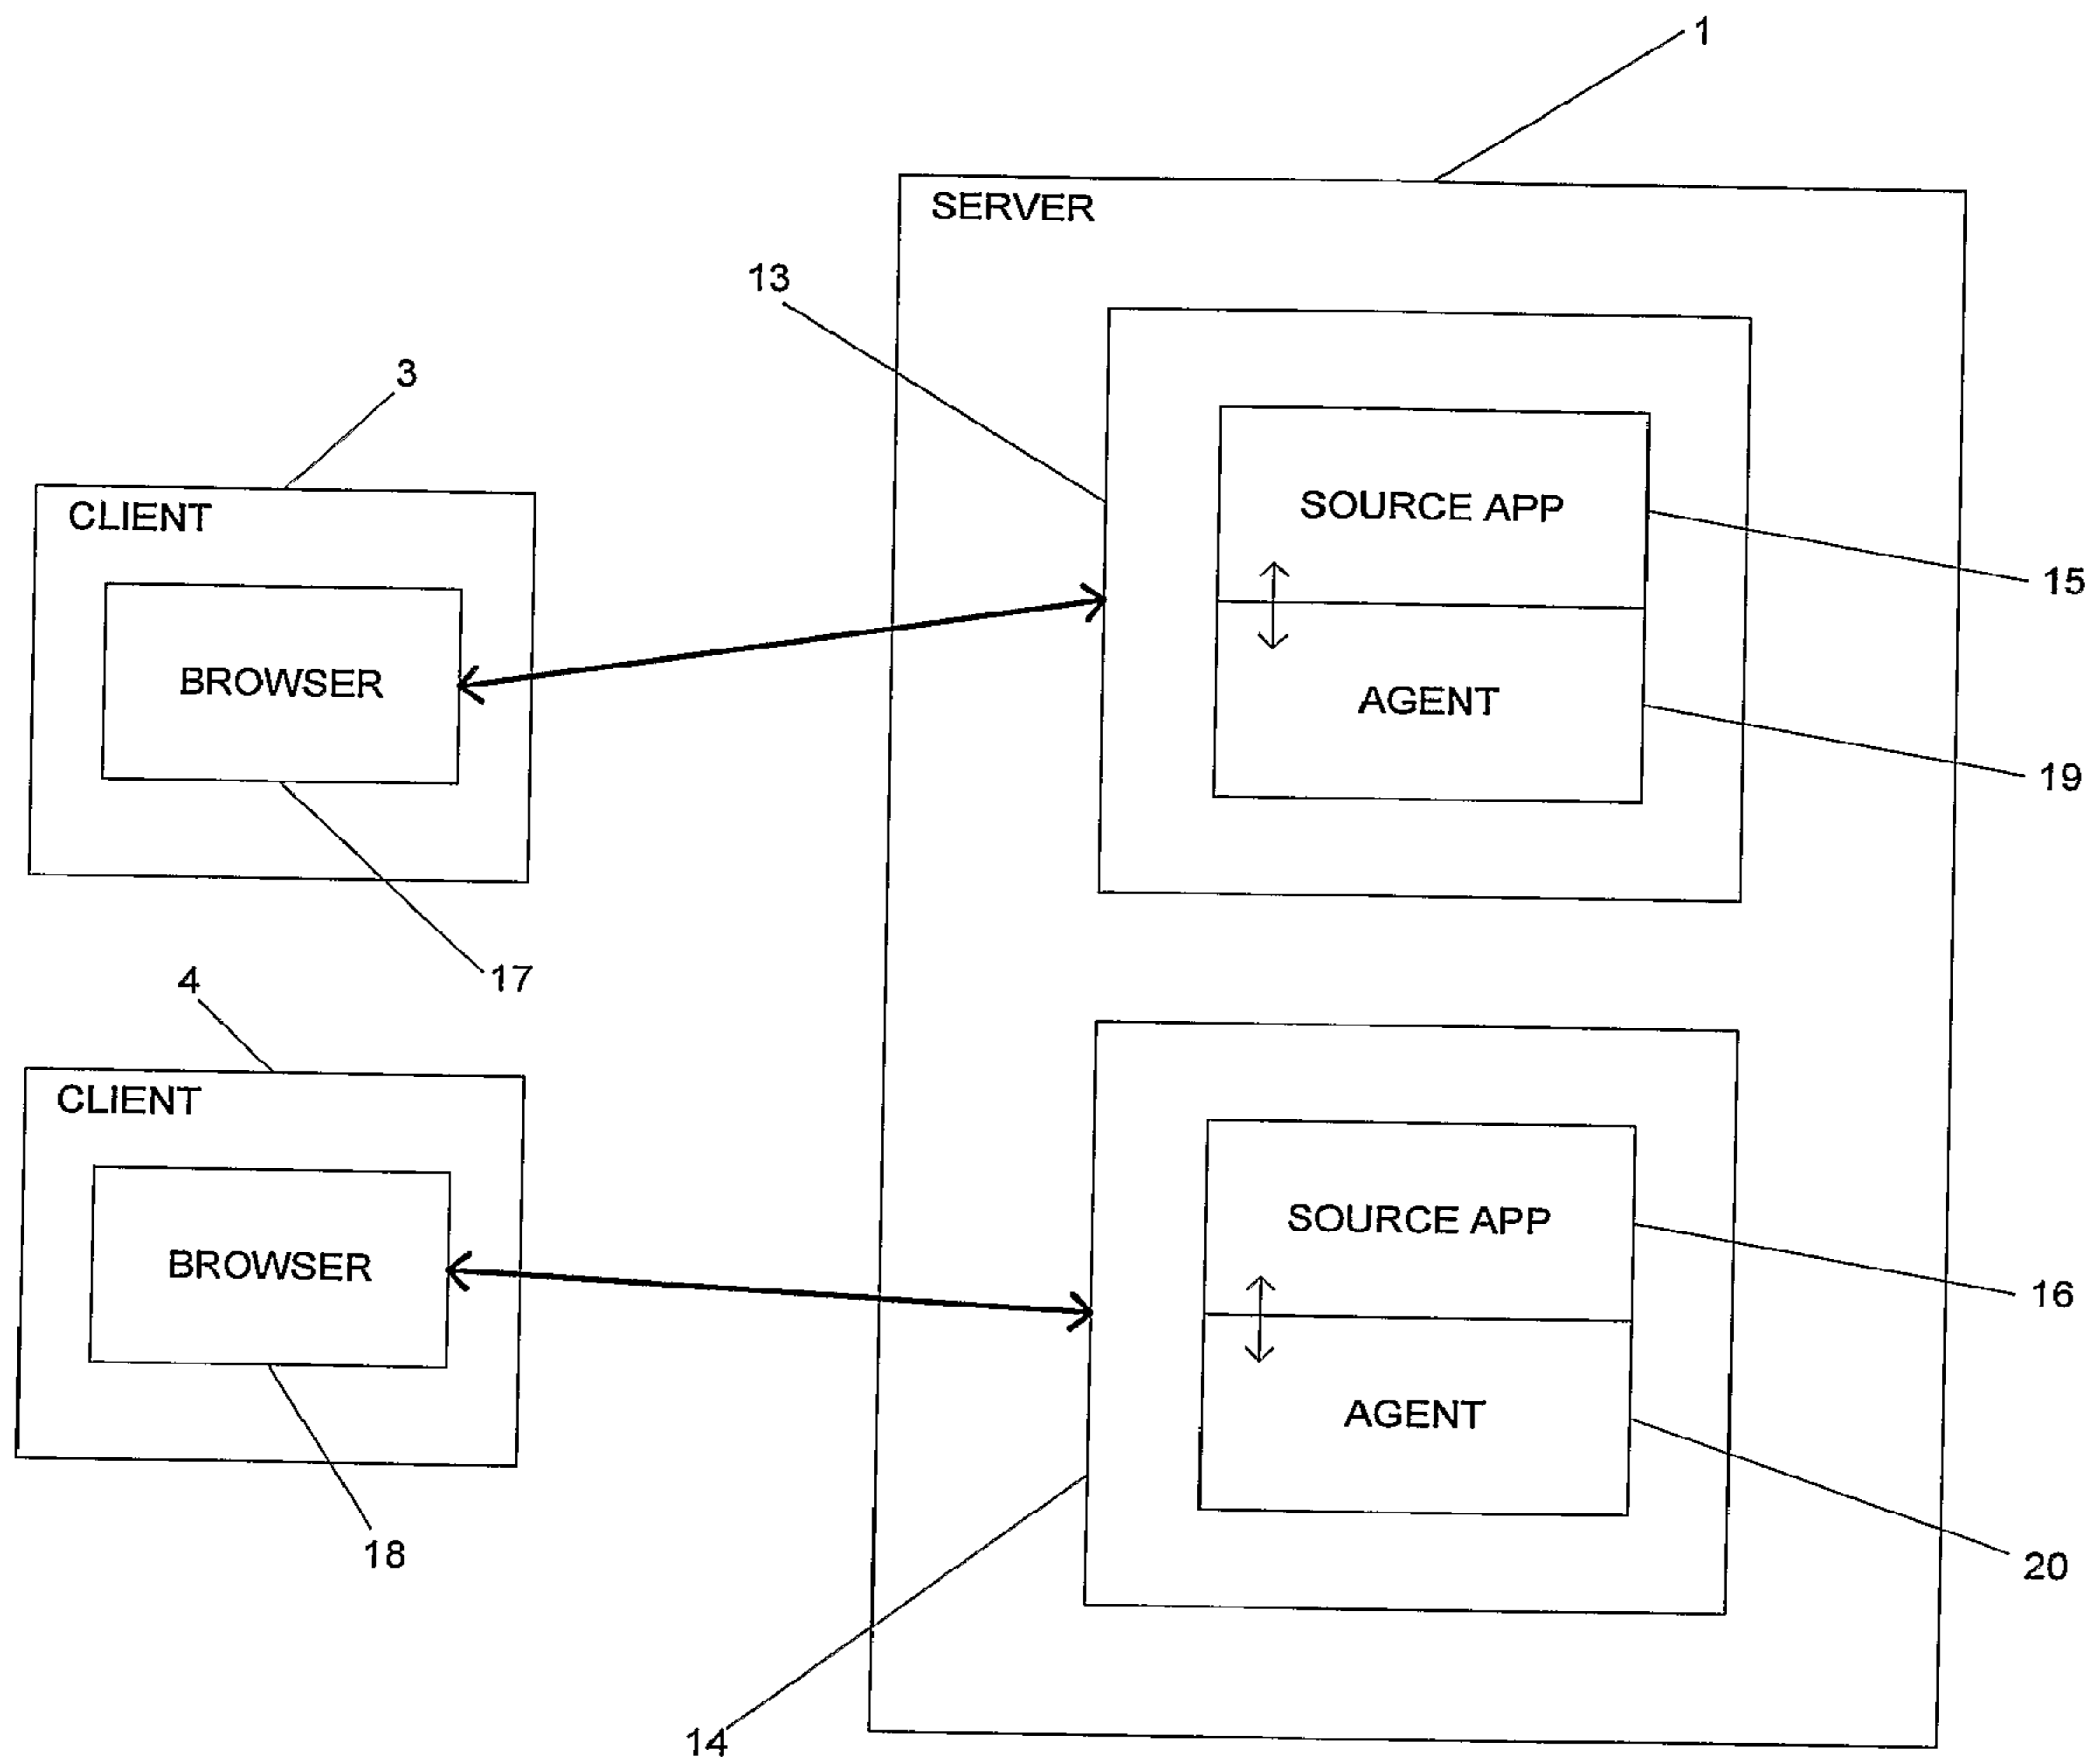 1
SERVER
13
3
CLIENT
SOURCE APP
15
BROWSER
AGENT
19
17
4
CLIENT
SOURCE APP
BROWSER
16
AGENT
18
20
14